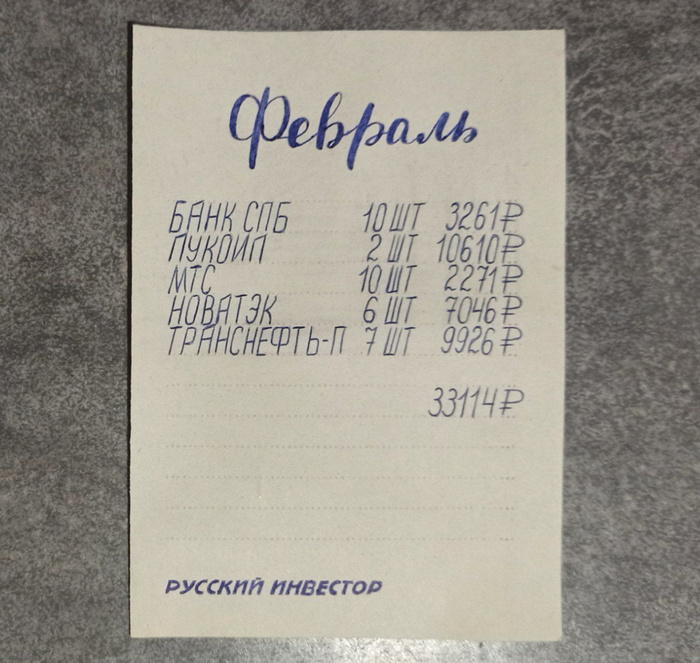 Февраль
БАНК СПБ 10 ШТ 3261₽
ЛУКОЙЛ 2 ШТ 10610₽
МТС 10 ШТ 2271₽
НОВАТЭК 6 ШТ 7046₽
ТРАНСНЕФТЬ-П 7 ШТ 9926₽
33114₽
РУССКИЙ ИНВЕСТОР